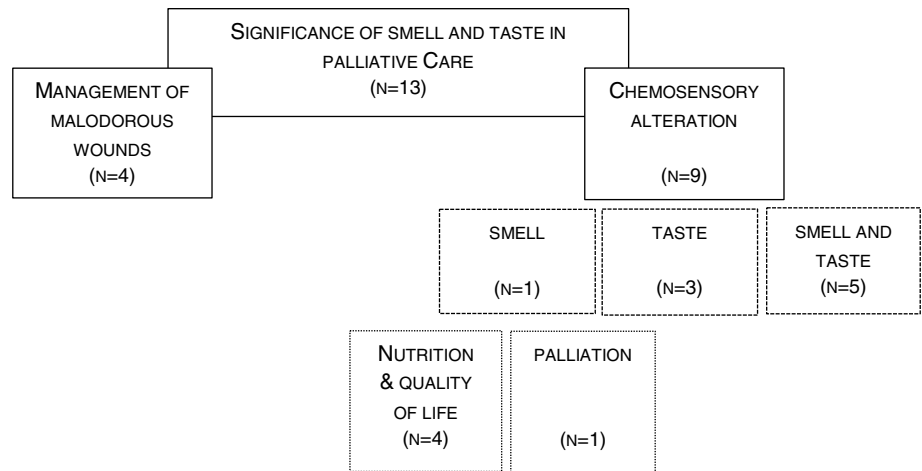 SIGNIFICANCE OF SMELL AND TASTE IN
PALLIATIVE CARE
(N=13)
MANAGEMENT OF
MALODOROUS
WOUNDS
(N=4)
CHEMOSENSORY
ALTERATION
(N=9)
SMELL
(N=1)
TASTE
(N=3)
SMELL AND
TASTE
(N=5)
NUTRITION
& QUALITY
OF LIFE
(N=4)
PALLIATION
(N=1)